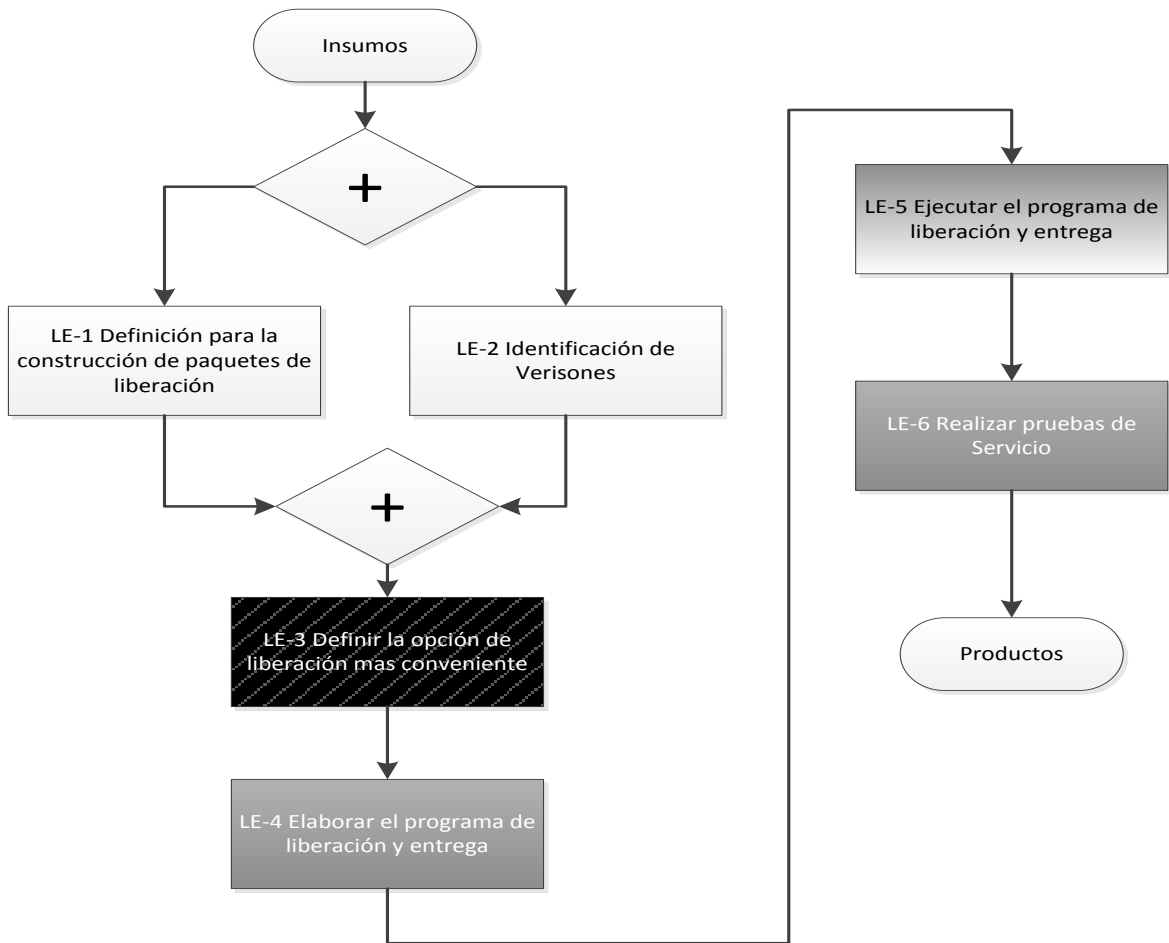 Insumos
+
LE-1 Definición para la
construcción de paquetes de
liberación
LE-2 Identificación de
Verisones
+
LE-3 Definir la opción de
liberación mas conveniente
LE-4 Elaborar el programa de
liberación y entrega
LE-5 Ejecutar el programa de
liberación y entrega
LE-6 Realizar pruebas de
Servicio
Productos